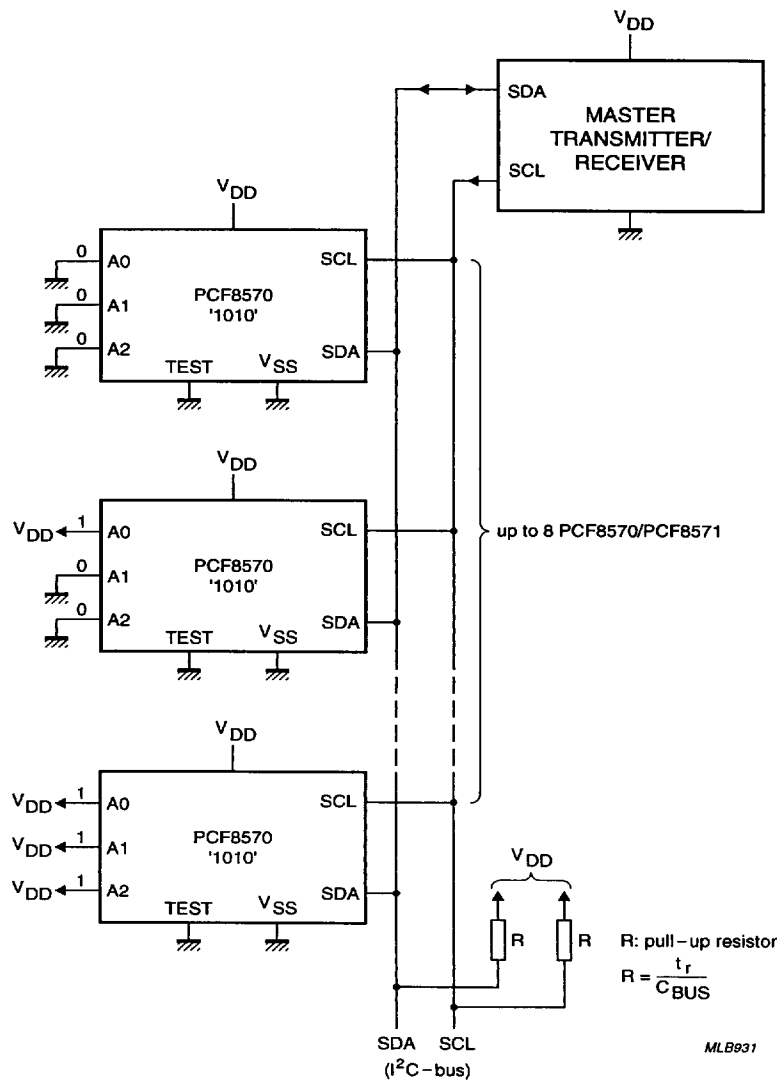 VDD
SDA
MASTER
TRANSMITTER/
RECEIVER
SCL
VDD
0 A0
SCL
PCF8570
'1010'
0 A1
0 A2
SDA
TEST
VSS
VDD
VDD 1 A0
SCL
up to 8 PCF8570/PCF8571
PCF8570
'1010'
0 A1
0 A2
SDA
TEST
VSS
VDD
VDD 1 A0
SCL
PCF8570
'1010'
VDD 1 A1
VDD 1 A2
SDA
TEST
VSS
VDD
R
R
R: pull-up resistor
R = tr / CBUS
SDA SCL
(I²C-bus)
MLB931